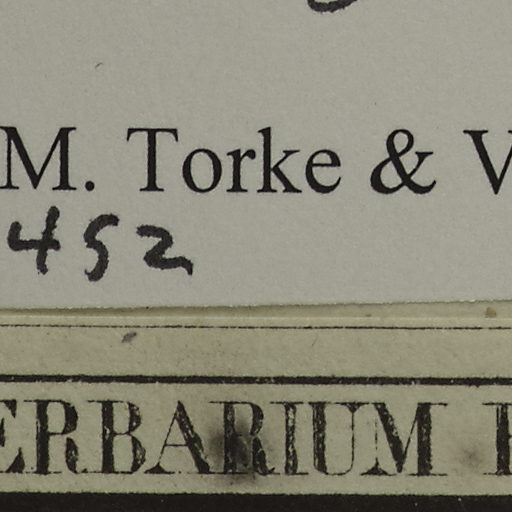 M. Torke & V
452
ERBARIUM